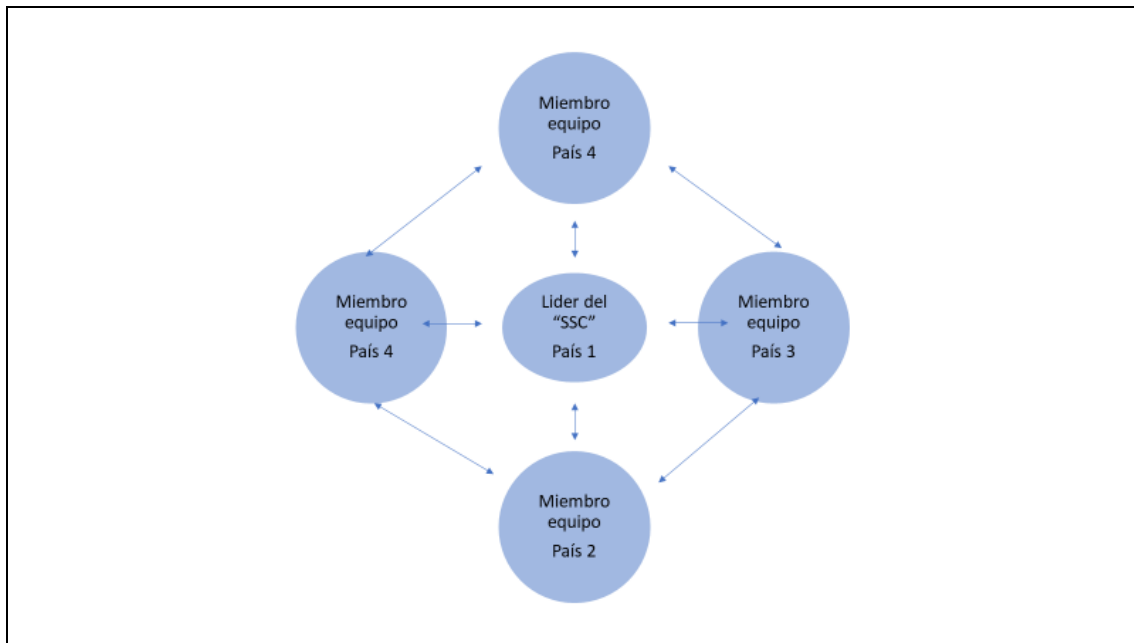 Miembro
equipo
País 4
Miembro
equipo
País 4
Lider del
“SSC”
País 1
Miembro
equipo
País 3
Miembro
equipo
País 2